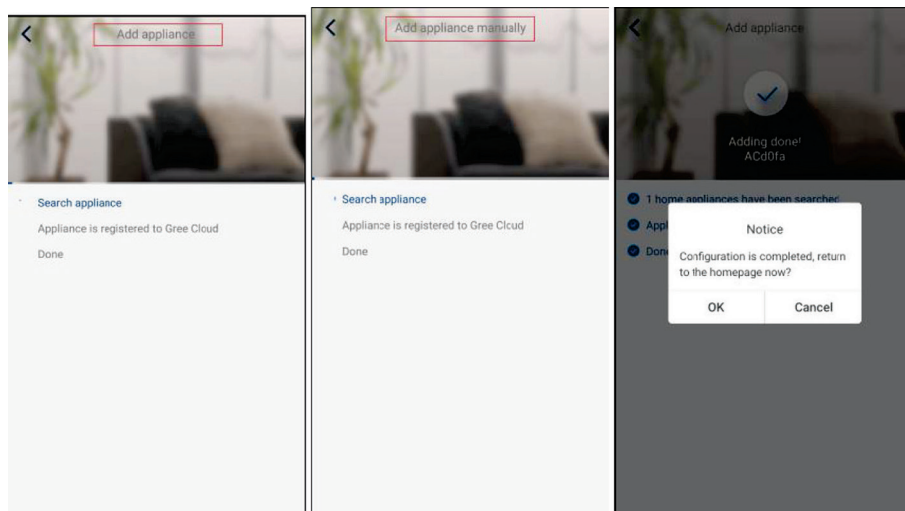 Add appliance
Search appliance
Appliance is registered to Gree Cloud
Done
Add appliance manually
Search appliance
Appliance is registered to Gree Cloud
Done
Add appliance
Adding done!
ACd0fa
1 home appliances have been searched
Appl
Done
Notice
Configuration is completed, return
to the homepage now?
OK
Cancel